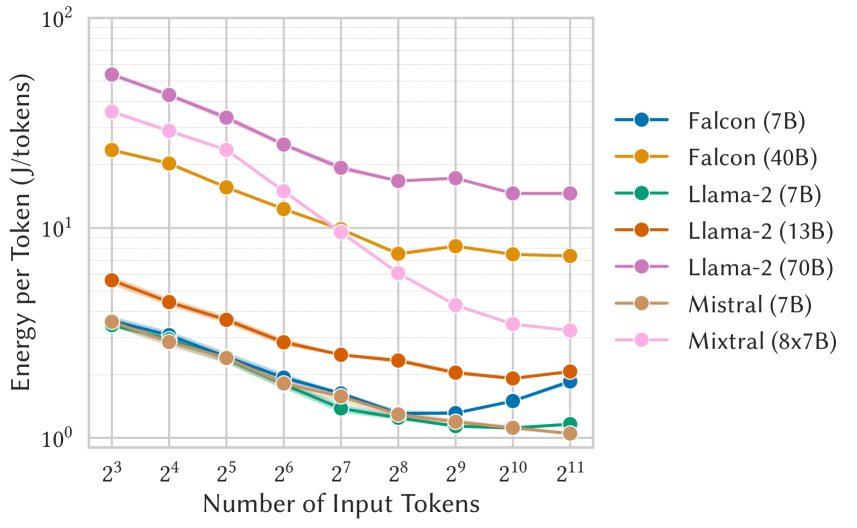 10²
10¹
10⁰
Energy per Token (J/tokens)
2³ 2⁴ 2⁵ 2⁶ 2⁷ 2⁸ 2⁹ 2¹⁰ 2¹¹
Number of Input Tokens
Falcon (7B)
Falcon (40B)
Llama-2 (7B)
Llama-2 (13B)
Llama-2 (70B)
Mistral (7B)
Mixtral (8x7B)